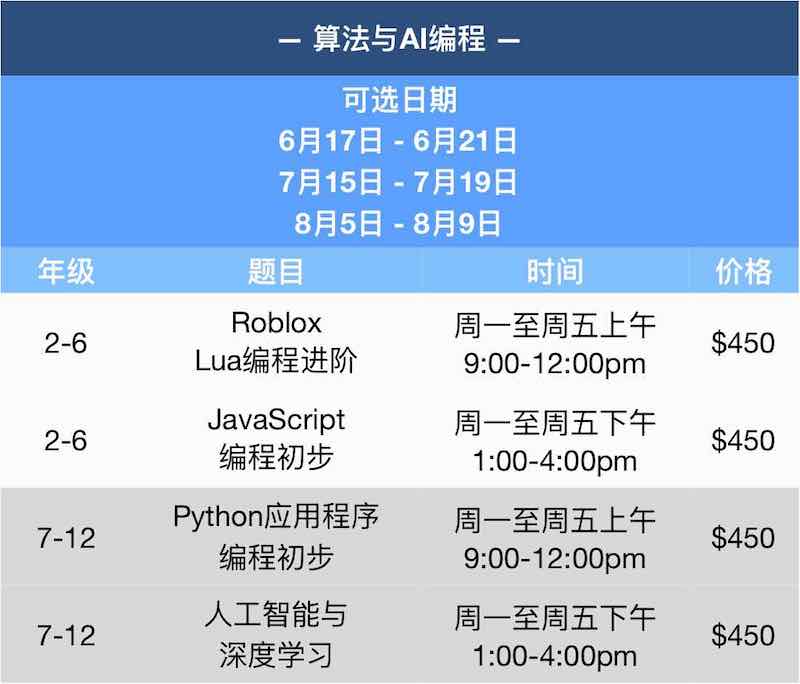 — 算法与AI编程 —
可选日期
6月17日 - 6月21日
7月15日 - 7月19日
8月5日 - 8月9日
年级 题目 时间 价格
2-6 Roblox Lua编程进阶 周一至周五上午 9:00-12:00pm $450
2-6 JavaScript 编程初步 周一至周五下午 1:00-4:00pm $450
7-12 Python应用程序 编程初步 周一至周五上午 9:00-12:00pm $450
7-12 人工智能与 深度学习 周一至周五下午 1:00-4:00pm $450